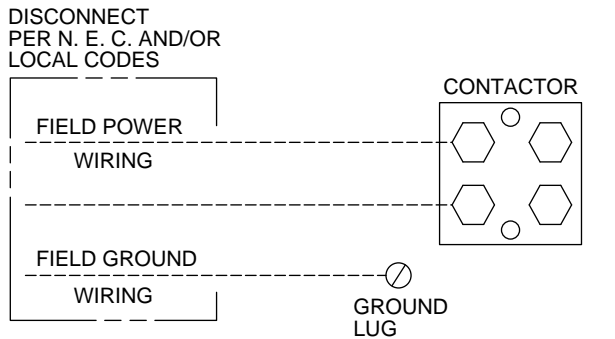 DISCONNECT
PER N. E. C. AND/OR
LOCAL CODES
CONTACTOR
FIELD POWER
WIRING
FIELD GROUND
WIRING
GROUND
LUG